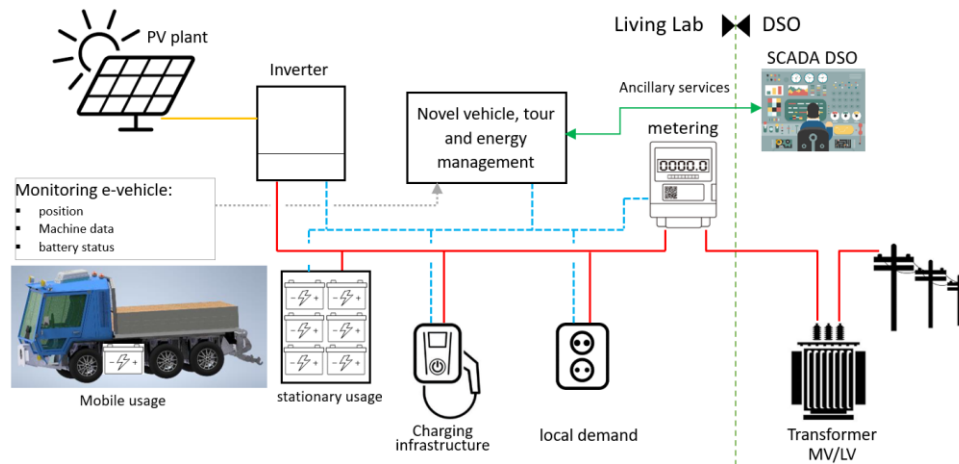 Living Lab
DSO
PV plant
SCADA DSO
Inverter
Ancillary services
Novel vehicle, tour
and energy
management
metering
0000.0
Monitoring e-vehicle:
▪ position
▪ Machine data
▪ battery status
Mobile usage
stationary usage
Charging
infrastructure
local demand
Transformer
MV/LV